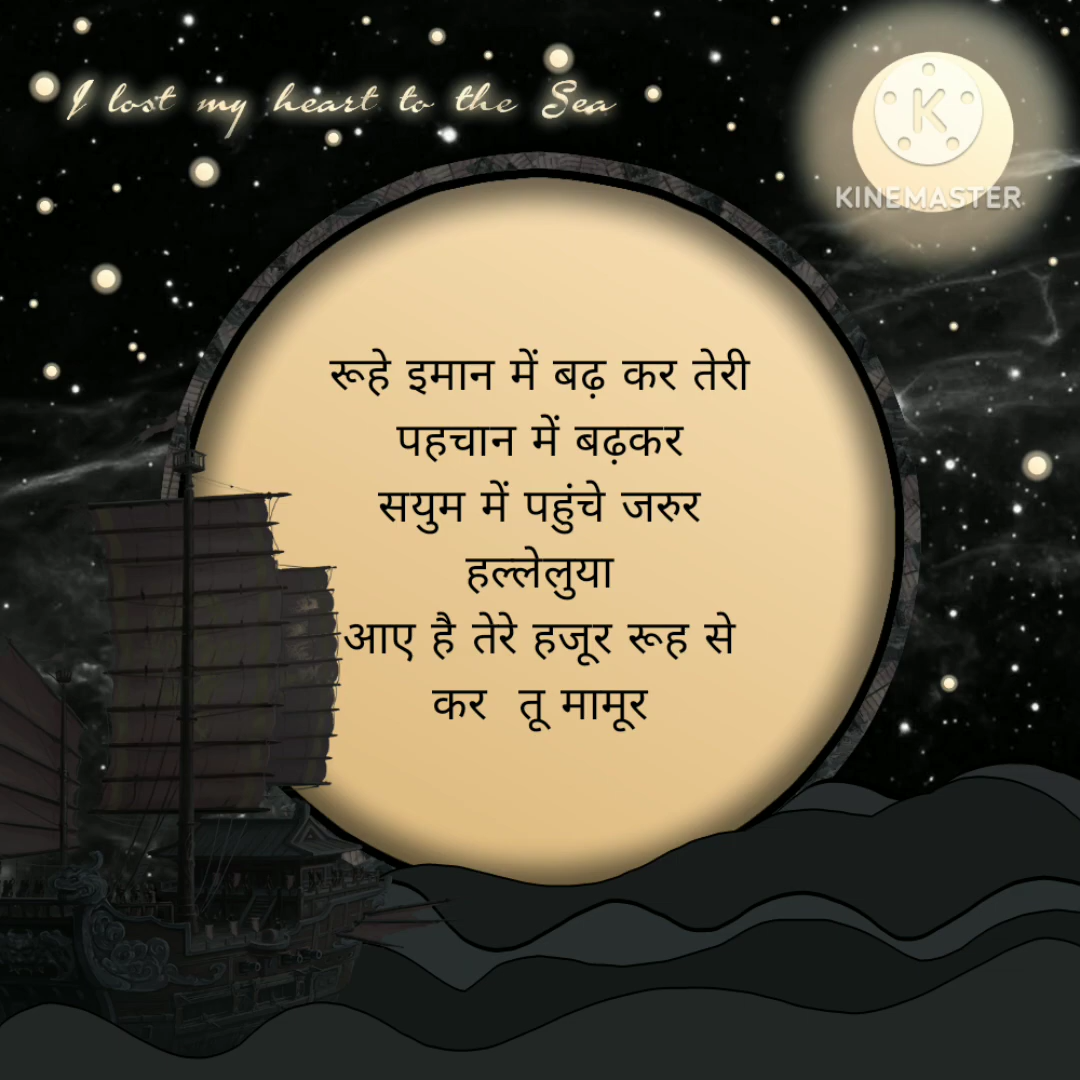 I lost my heart to the Sea
K
KINEMASTER
रूहे इमान में बढ़ कर तेरी
पहचान में बढ़कर
सयुम में पहुंचे जरुर
हल्लेलुया
आए है तेरे हजूर रूह से
कर तू मामूर